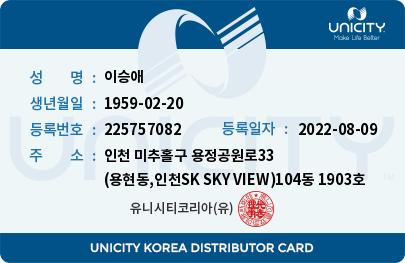 UNICITY
Make Life Better
성 명 : 이승애
생년월일 : 1959-02-20
등록번호 : 225757082 등록일자 : 2022-08-09
주 소 : 인천 미추홀구 용정공원로33
(용현동,인천SK SKY VIEW)104동 1903호
유니시티코리아(유)
UNICITY
UNICITY KOREA DISTRIBUTOR CARD